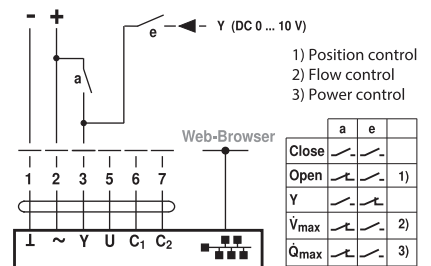 - +
e
Y (DC 0 ... 10 V)
a
1) Position control
2) Flow control
3) Power control
Web-Browser
1 2 3 5 6 7
⊥ ~ Y U C₁ C₂
a e
Close
Open 1)
Y
V̇max 2)
Q̇max 3)